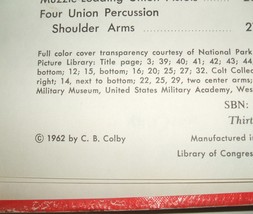 Muzzle-Loading Union
Four Union Percussion
Shoulder Arms
Full color cover transparency courtesy of National Park
Picture Library: Title page; 3; 39; 40; 41; 42; 43; 44
bottom; 12; 15, bottom; 16; 20; 25; 27; 32. Colt Collec
right; 14, next to bottom; 22, 25, 29, two center arms;
Military Museum, United States Military Academy, Wes
SBN:
Thirt
© 1962 by C. B. Colby
Manufactured in
Library of Congres